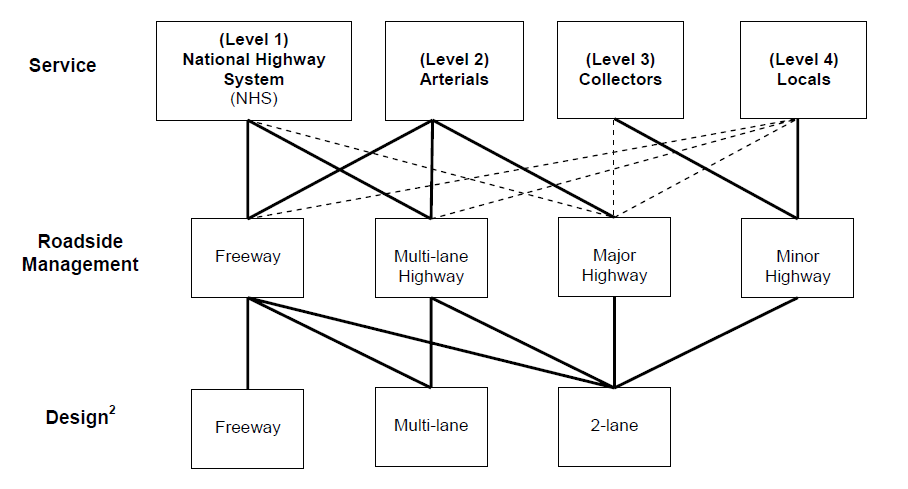 Service
(Level 1)
National Highway
System
(NHS)
(Level 2)
Arterials
(Level 3)
Collectors
(Level 4)
Locals
Roadside
Management
Freeway
Multi-lane
Highway
Major
Highway
Minor
Highway
Design²
Freeway
Multi-lane
2-lane